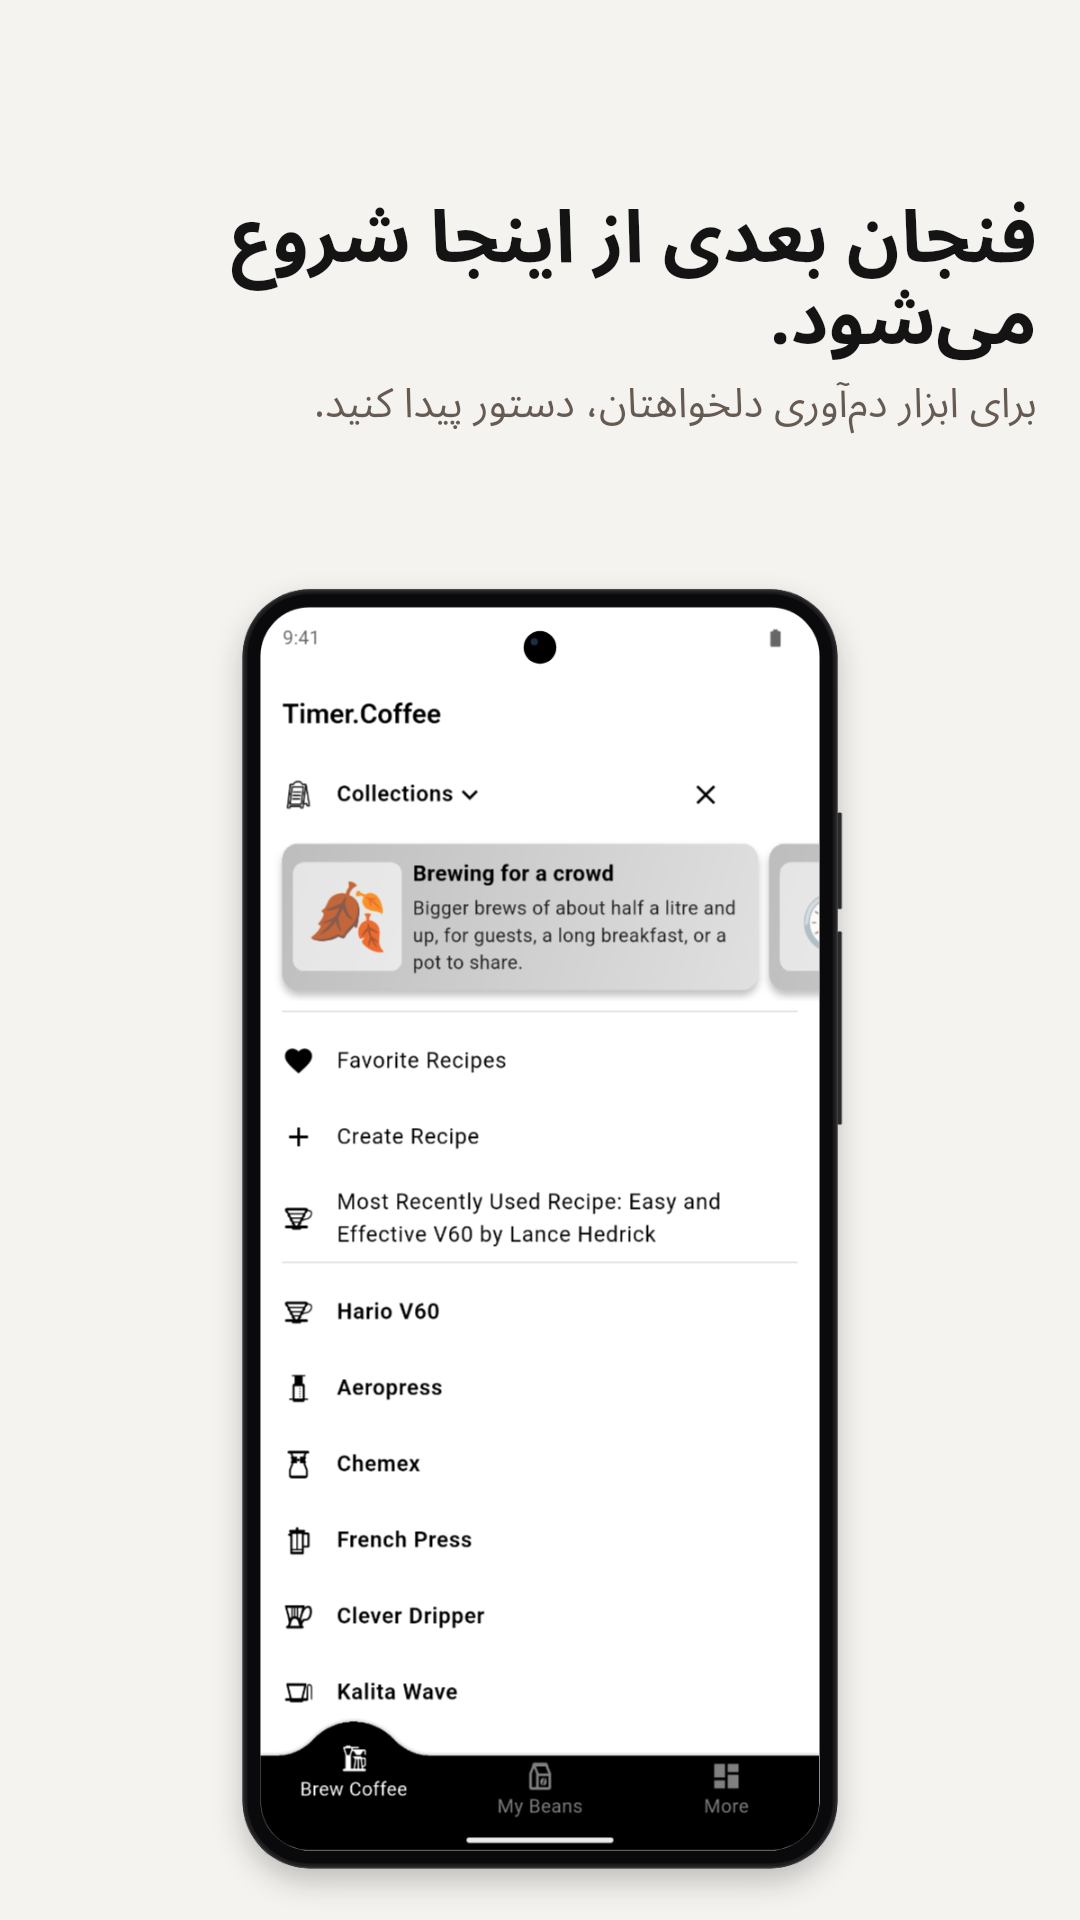 فنجان بعدی از اینجا شروع
می‌شود.
برای ابزار دم‌آوری دلخواهتان، دستور پیدا کنید.
9:41
Timer.Coffee
Collections
Brewing for a crowd
Bigger brews of about half a litre and
up, for guests, a long breakfast, or a
pot to share.
Favorite Recipes
Create Recipe
Most Recently Used Recipe: Easy and
Effective V60 by Lance Hedrick
Hario V60
Aeropress
Chemex
French Press
Clever Dripper
Kalita Wave
Brew Coffee
My Beans
More